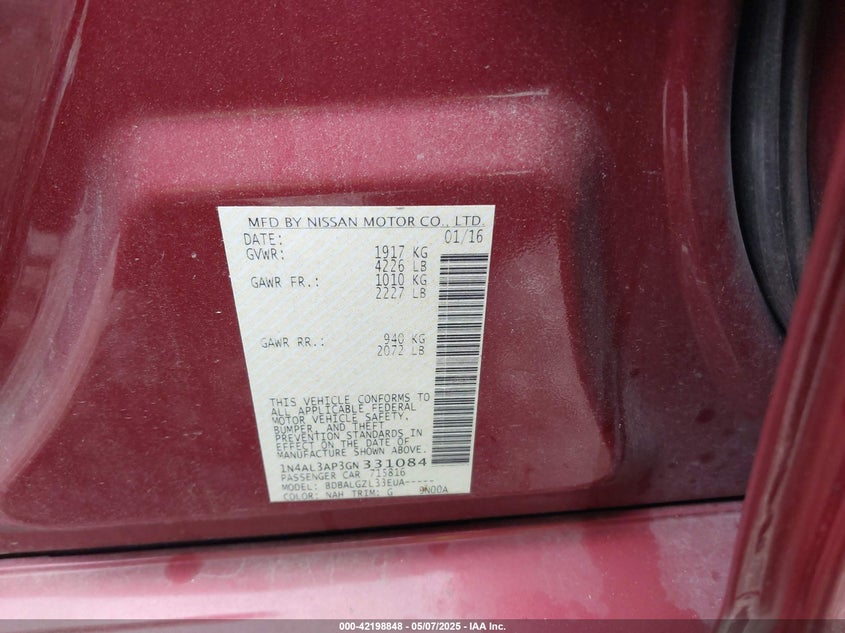 MFD BY NISSAN MOTOR CO., LTD.
DATE: 01/16
GVWR: 1917 KG
4226 LB
GAWR FR.: 1010 KG
2227 LB
GAWR RR.: 940 KG
2072 LB
THIS VEHICLE CONFORMS TO
ALL APPLICABLE FEDERAL
MOTOR VEHICLE SAFETY,
BUMPER, AND THEFT
PREVENTION STANDARDS IN
EFFECT ON THE DATE OF
MANUFACTURE SHOWN ABOVE.
1N4AL3AP3GN331084
PASSENGER CAR 715816
MODEL: BDBALGZL33EUA-----
COLOR: NAH TRIM: G 9N00A
000-42198848 - 05/07/2025 - IAA Inc.